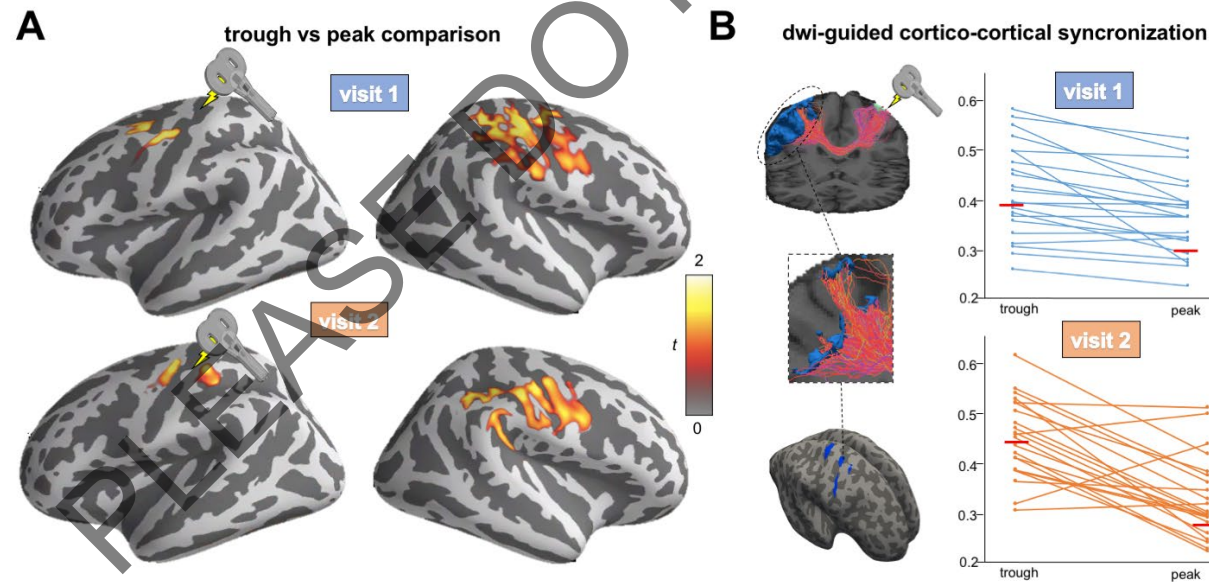 A
trough vs peak comparison
visit 1
visit 2
2
t
0
B
dwi-guided cortico-cortical syncronization
visit 1
0.6
0.5
0.4
0.3
0.2
trough
peak
visit 2
0.6
0.5
0.4
0.3
0.2
trough
peak
PLEASE DO